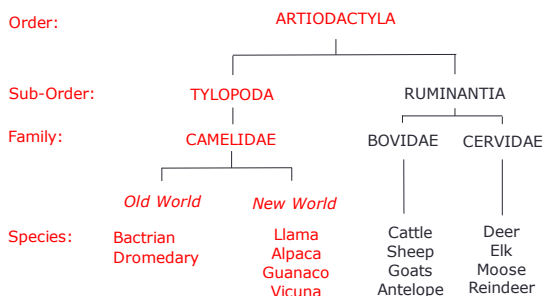 Order: ARTIODACTYLA
Sub-Order: TYLOPODA RUMINANTIA
Family: CAMELIDAE BOVIDAE CERVIDAE
Old World New World
Species: Bactrian Llama Cattle Deer
Dromedary Alpaca Sheep Elk
Guanaco Goats Moose
Vicuna Antelope Reindeer